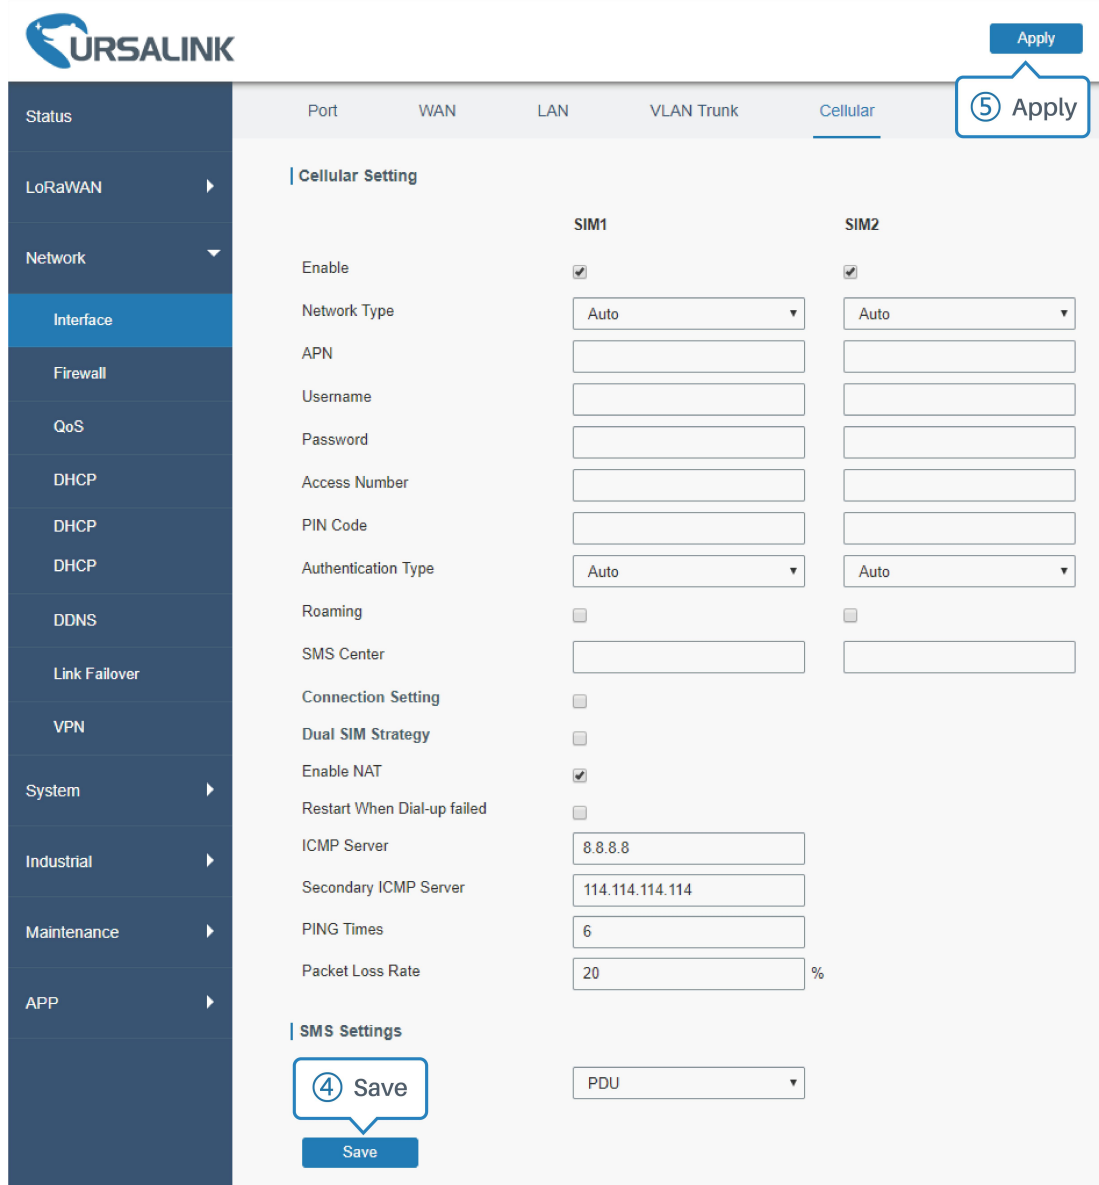 URSALINK
Apply
⑤ Apply
Status
LoRaWAN
Network
Interface
Firewall
QoS
DHCP
DHCP
DHCP
DDNS
Link Failover
VPN
System
Industrial
Maintenance
APP
Port WAN LAN VLAN Trunk Cellular
Cellular Setting
SIM1 SIM2
Enable
Network Type Auto Auto
APN
Username
Password
Access Number
PIN Code
Authentication Type Auto Auto
Roaming
SMS Center
Connection Setting
Dual SIM Strategy
Enable NAT
Restart When Dial-up failed
ICMP Server 8.8.8.8
Secondary ICMP Server 114.114.114.114
PING Times 6
Packet Loss Rate 20 %
SMS Settings
④ Save PDU
Save